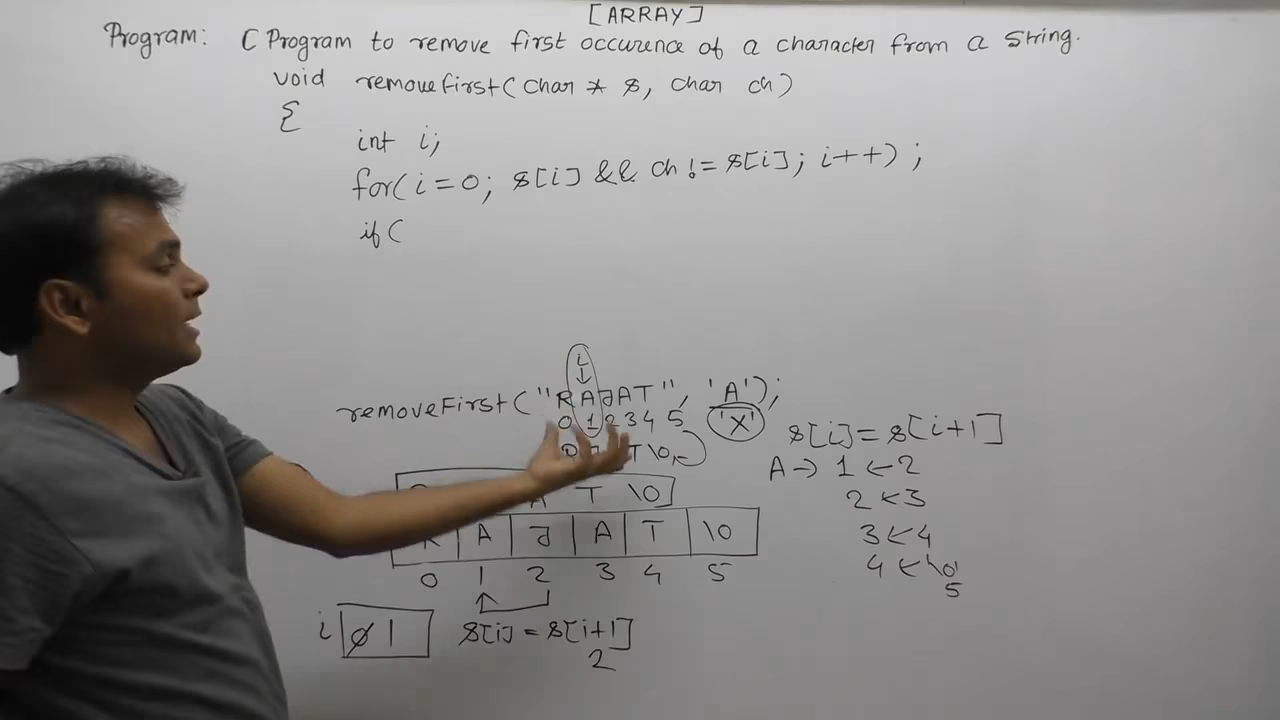 [ARRAY]
Program: C Program to remove first occurence of a character from a string.
void removeFirst(char * s, char ch)
{
int i;
for(i=0; s[i] && ch!=s[i]; i++);
if(
i
↓
removeFirst("RAJAT", 'A');
0 1 2 3 4 5 'X'
T \0
A T \0
R A J A T \0
0 1 2 3 4 5
i 0 1 s[i] = s[i+1]
2
s[i]=s[i+1]
A → 1 ← 2
2 ← 3
3 ← 4
4 ← '\0'
5